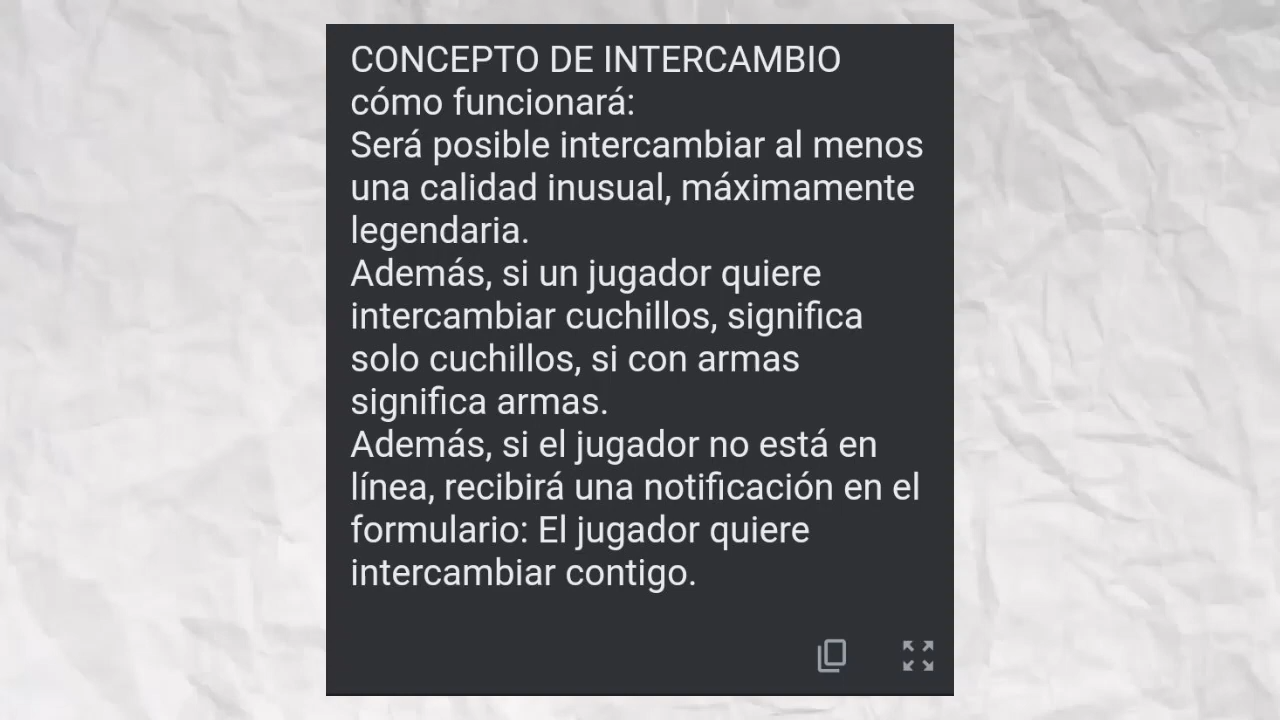 CONCEPTO DE INTERCAMBIO
cómo funcionará:
Será posible intercambiar al menos
una calidad inusual, máximamente
legendaria.
Además, si un jugador quiere
intercambiar cuchillos, significa
solo cuchillos, si con armas
significa armas.
Además, si el jugador no está en
línea, recibirá una notificación en el
formulario: El jugador quiere
intercambiar contigo.